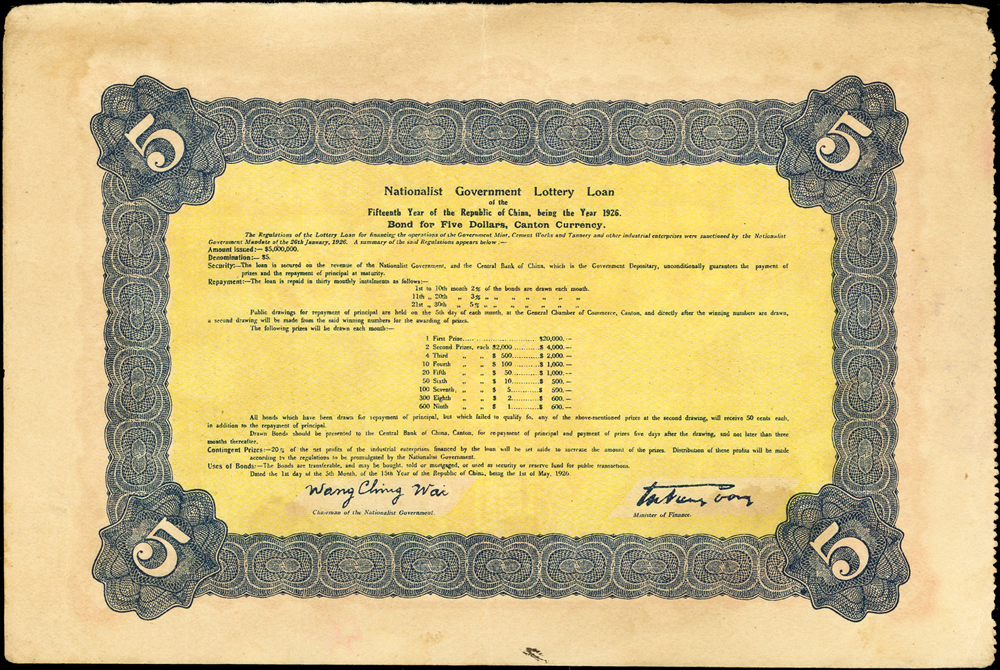 5
5
Nationalist Government Lottery Loan
of the
Fifteenth Year of the Republic of China, being the Year 1926.
Bond for Five Dollars, Canton Currency.
The Regulations of the Lottery Loan for financing the operations of the Government Mint, Cement Works and Tannery and other industrial enterprises were sanctioned by the Nationalist
Government Mandate of the 26th January, 1926. A summary of the said Regulations appears below :—
Amount issued:— $5,000,000.
Denomination:— $5.
Security:—The loan is secured on the revenue of the Nationalist Government, and the Central Bank of China, which is the Government Depositary, unconditionally guarantees the payment of
prizes and the repayment of principal at maturity.
Repayment:—The loan is repaid in thirty monthly instalments as follows:—
1st to 10th month 2% of the bonds are drawn each month.
11th „ 20th „ 3% „ „ „ „ „ „ „
21st „ 30th „ 5% „ „ „ „ „ „ „
Public drawings for repayment of principal are held on the 5th day of each month, at the General Chamber of Commerce, Canton, and directly after the winning numbers are drawn,
a second drawing will be made from the said winning numbers for the awarding of prizes.
The following prizes will be drawn each month:—
1 First Prize.......................... $20,000.—
2 Second Prizes, each $2,000.........$ 4,000.—
4 Third „ „ $ 500.........$ 2,000.—
10 Fourth „ „ $ 100.........$ 1,000.—
20 Fifth „ „ $ 50.........$ 1,000.—
50 Sixth „ „ $ 10.........$ 500.—
100 Seventh „ „ $ 5.........$ 500.—
300 Eighth „ „ $ 2.........$ 600.—
600 Ninth „ „ $ 1.........$ 600.—
All bonds which have been drawn for repayment of principal, but which failed to qualify fo. any of the above-mentioned prizes at the second drawing, will receive 50 cents each,
in addition to the repayment of principal.
Drawn Bonds should be presented to the Central Bank of China, Canton, for repayment of principal and payment of prizes five days after the drawing, and not later than three
months thereafter.
Contingent Prizes:—20% of the net profits of the industrial enterprises financed by the loan will be set aside to increase the amount of the prizes. Distribution of these profits will be made
according to the regulations to be promulgated by the Nationalist Government.
Uses of Bonds:—The Bonds are transferable, and may be bought, sold or mortgaged, or used as security or reserve fund for public transactions.
Dated the 1st day of the 5th Month, of the 15th Year of the Republic of China, being the 1st of May, 1926.
Wang Ching Wai
Chairman of the Nationalist Government.
Minister of Finance.
5
5